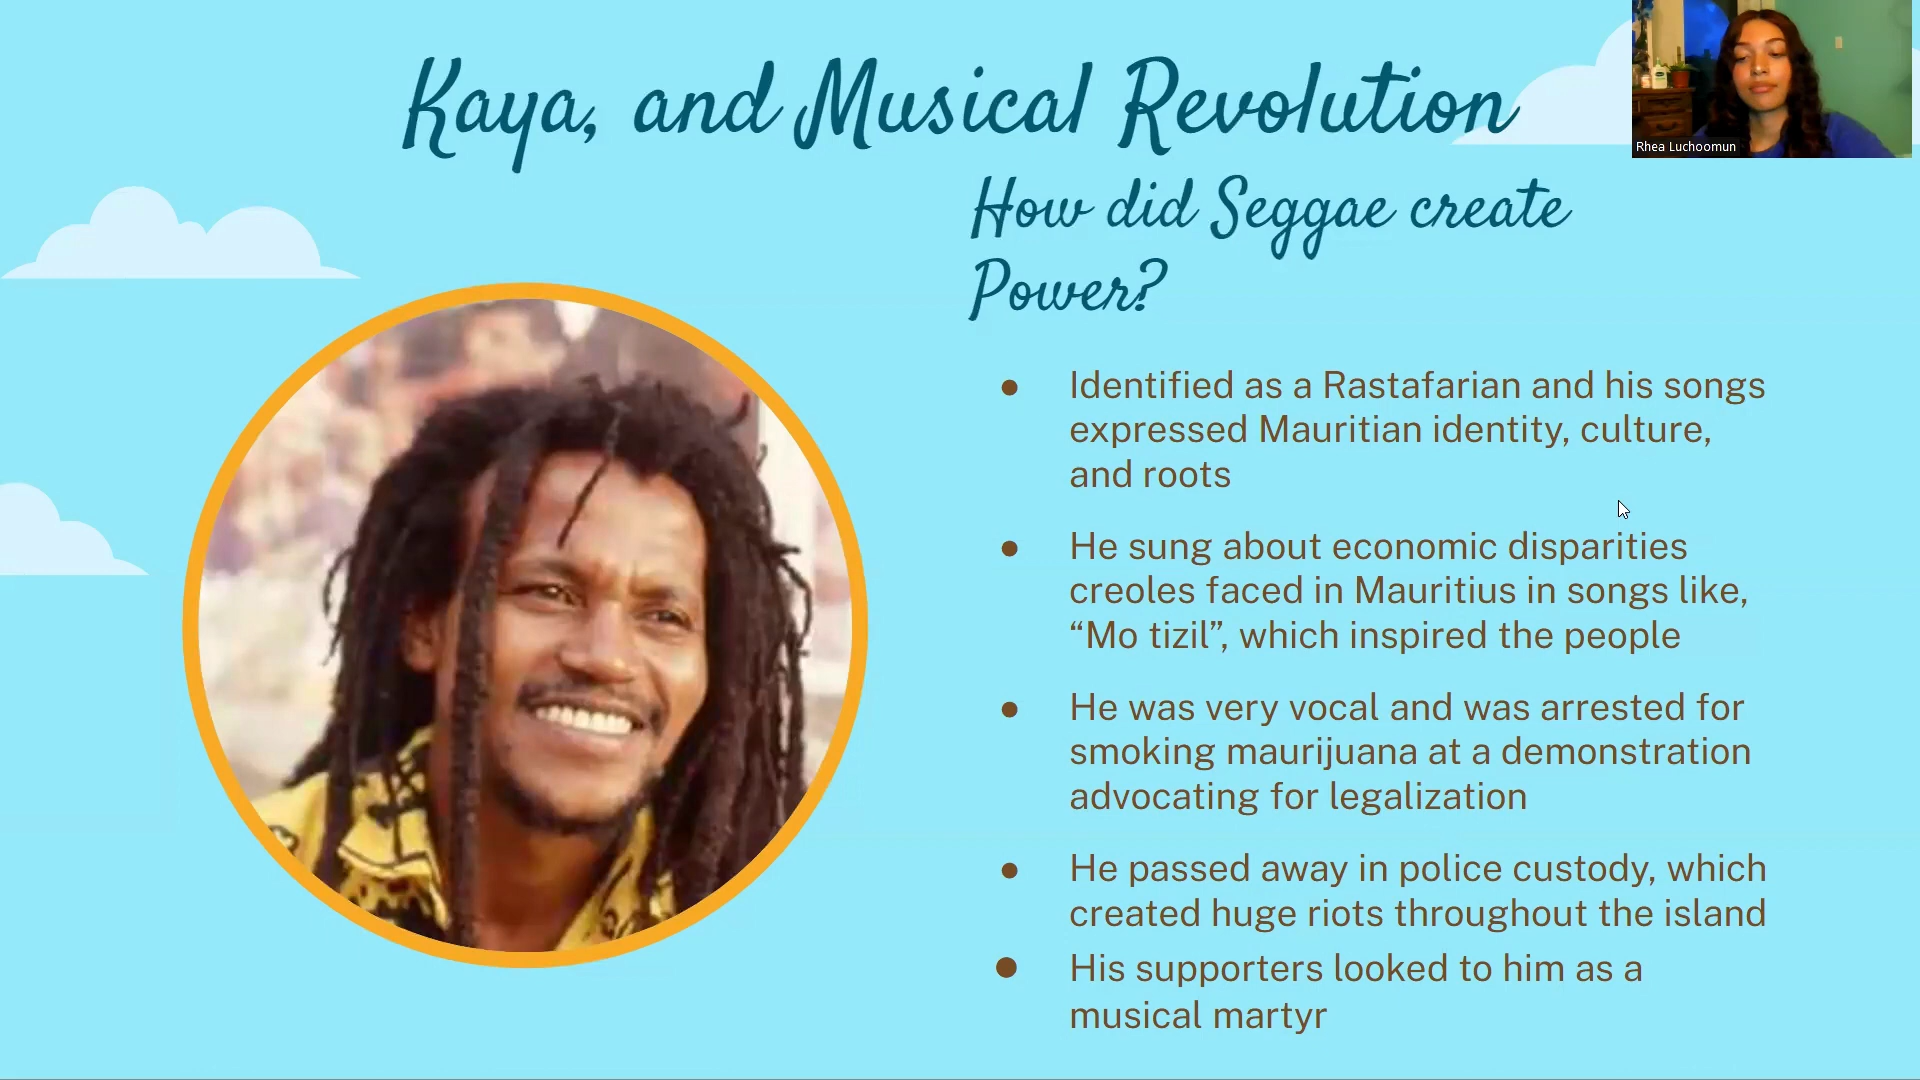 Kaya, and Musical Revolution
Rhea Luchoomun
How did Seggae create
Power?
● Identified as a Rastafarian and his songs
expressed Mauritian identity, culture,
and roots
● He sung about economic disparities
creoles faced in Mauritius in songs like,
“Mo tizil”, which inspired the people
● He was very vocal and was arrested for
smoking maurijuana at a demonstration
advocating for legalization
● He passed away in police custody, which
created huge riots throughout the island
● His supporters looked to him as a
musical martyr